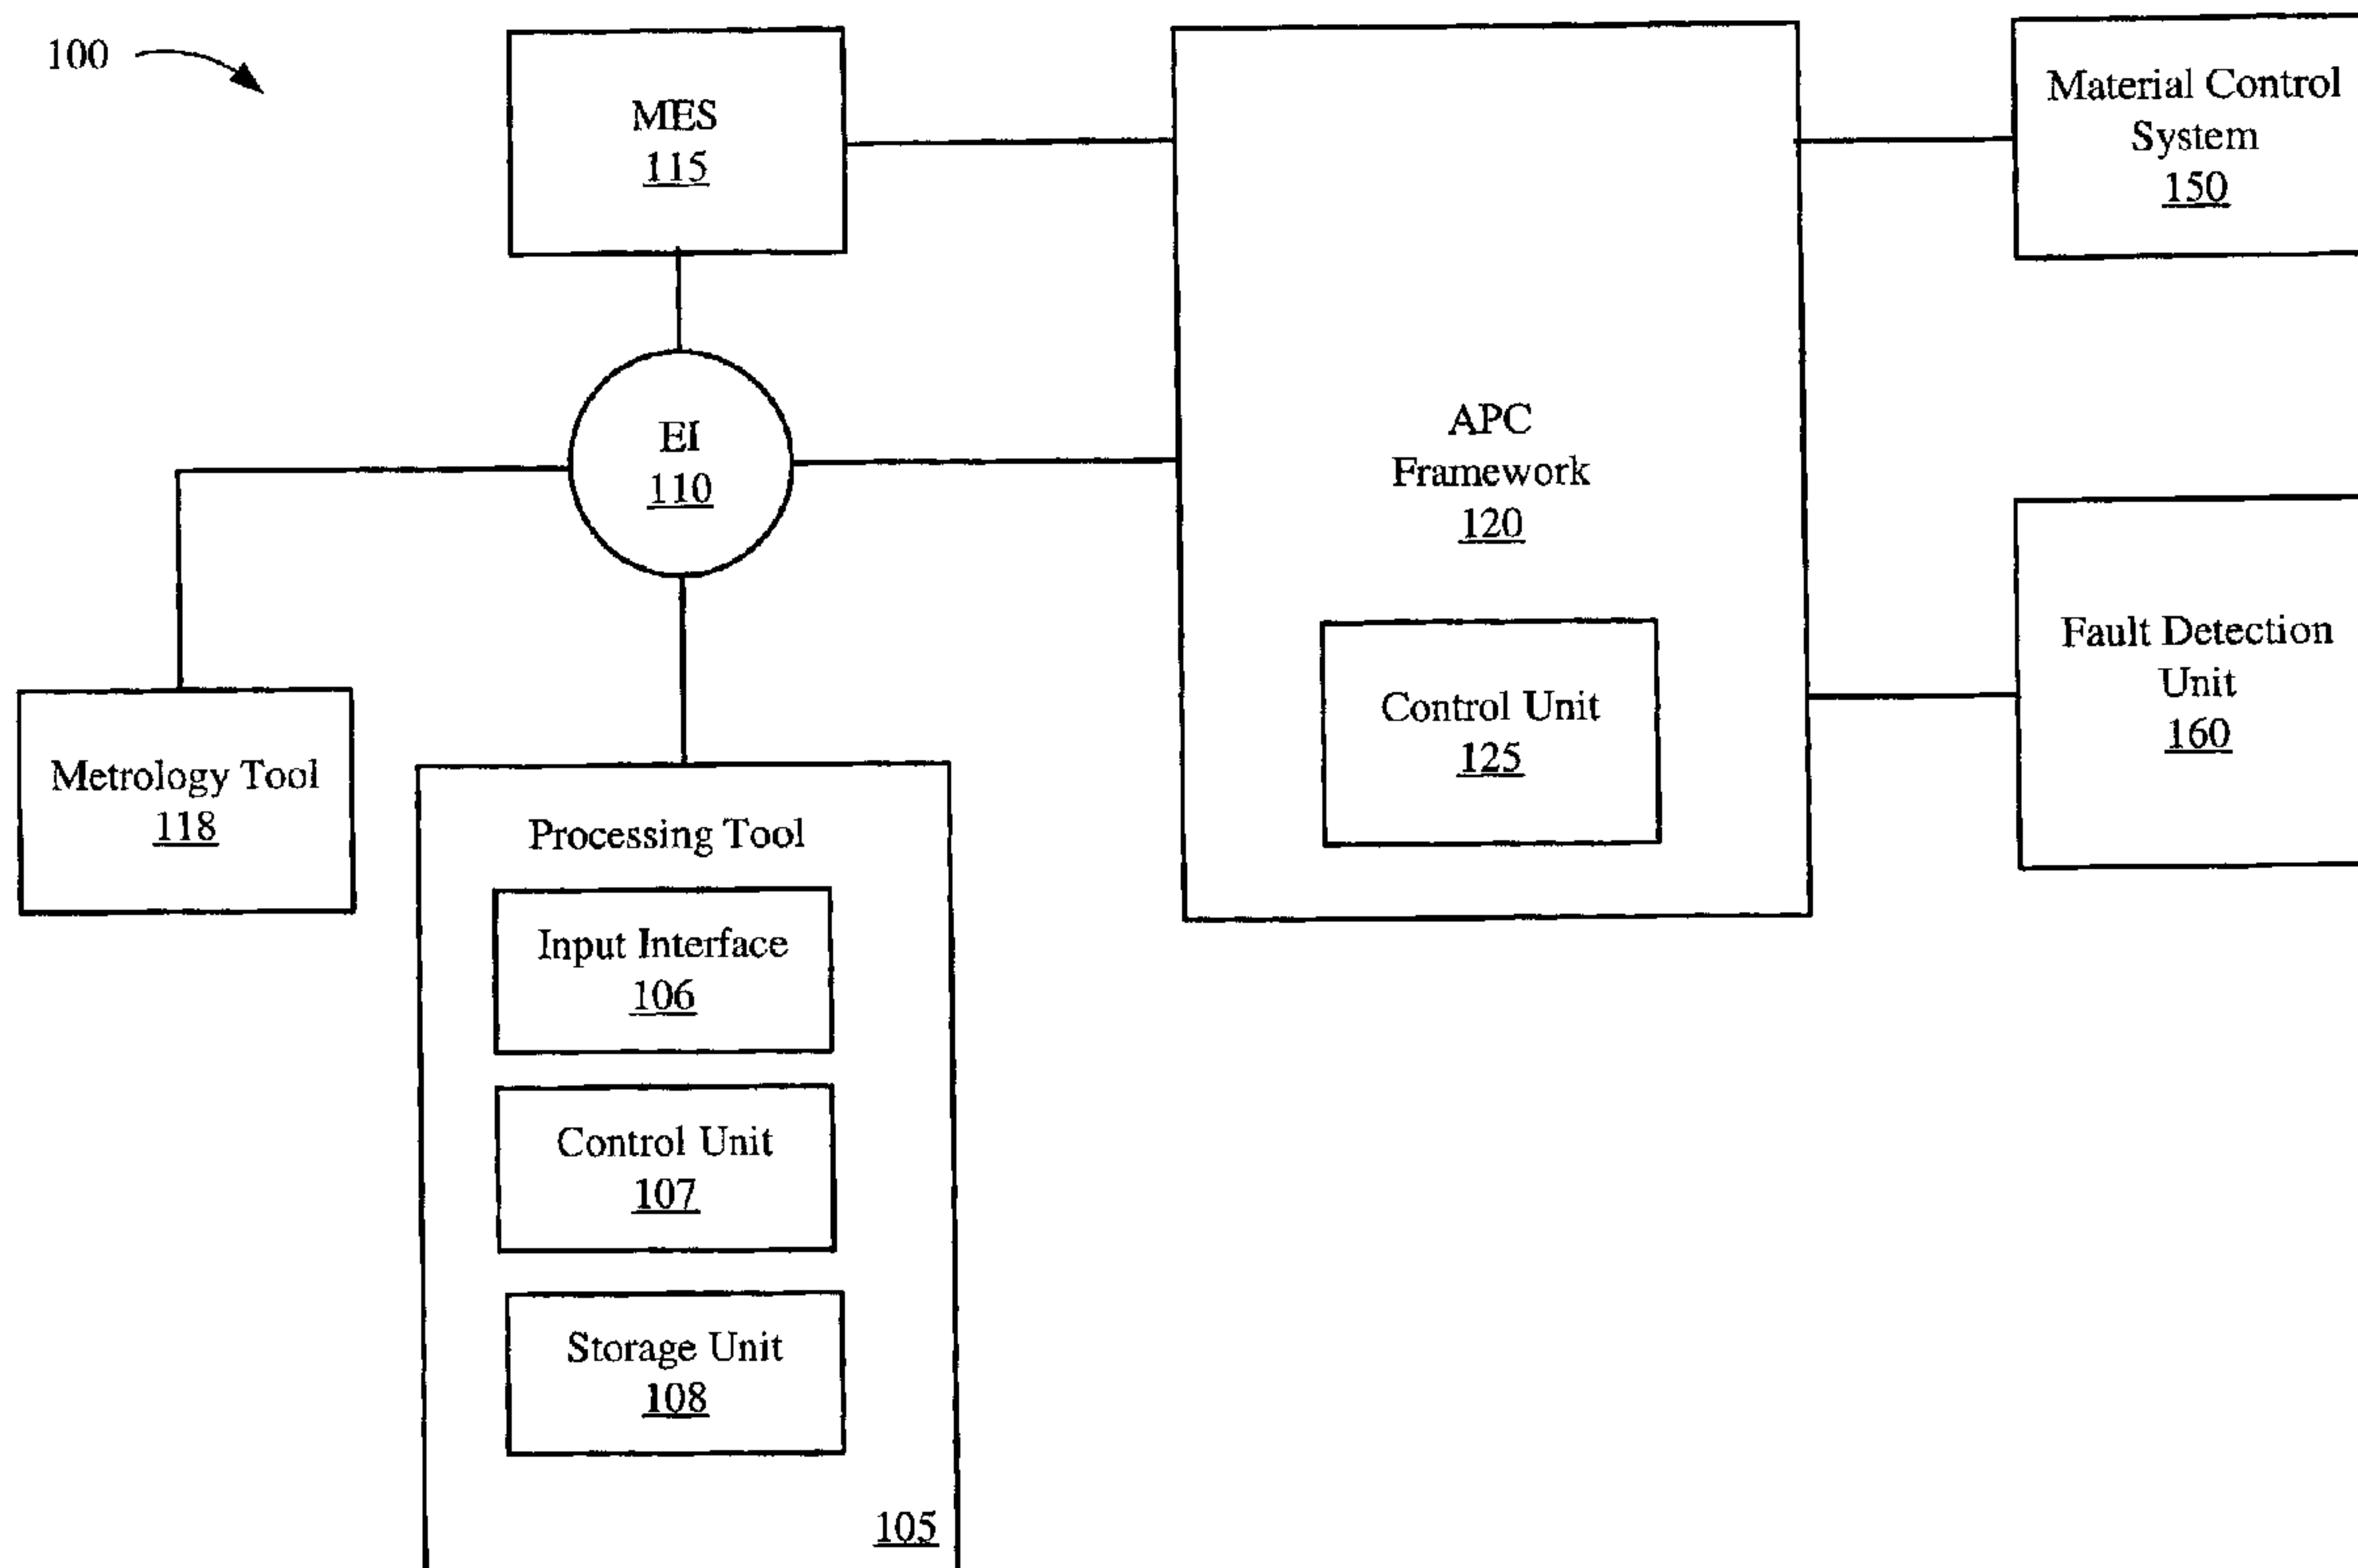 100
MES
115
Material Control
System
150
EI
110
APC
Framework
120
Fault Detection
Unit
160
Control Unit
125
Metrology Tool
118
Processing Tool
Input Interface
106
Control Unit
107
Storage Unit
108
105